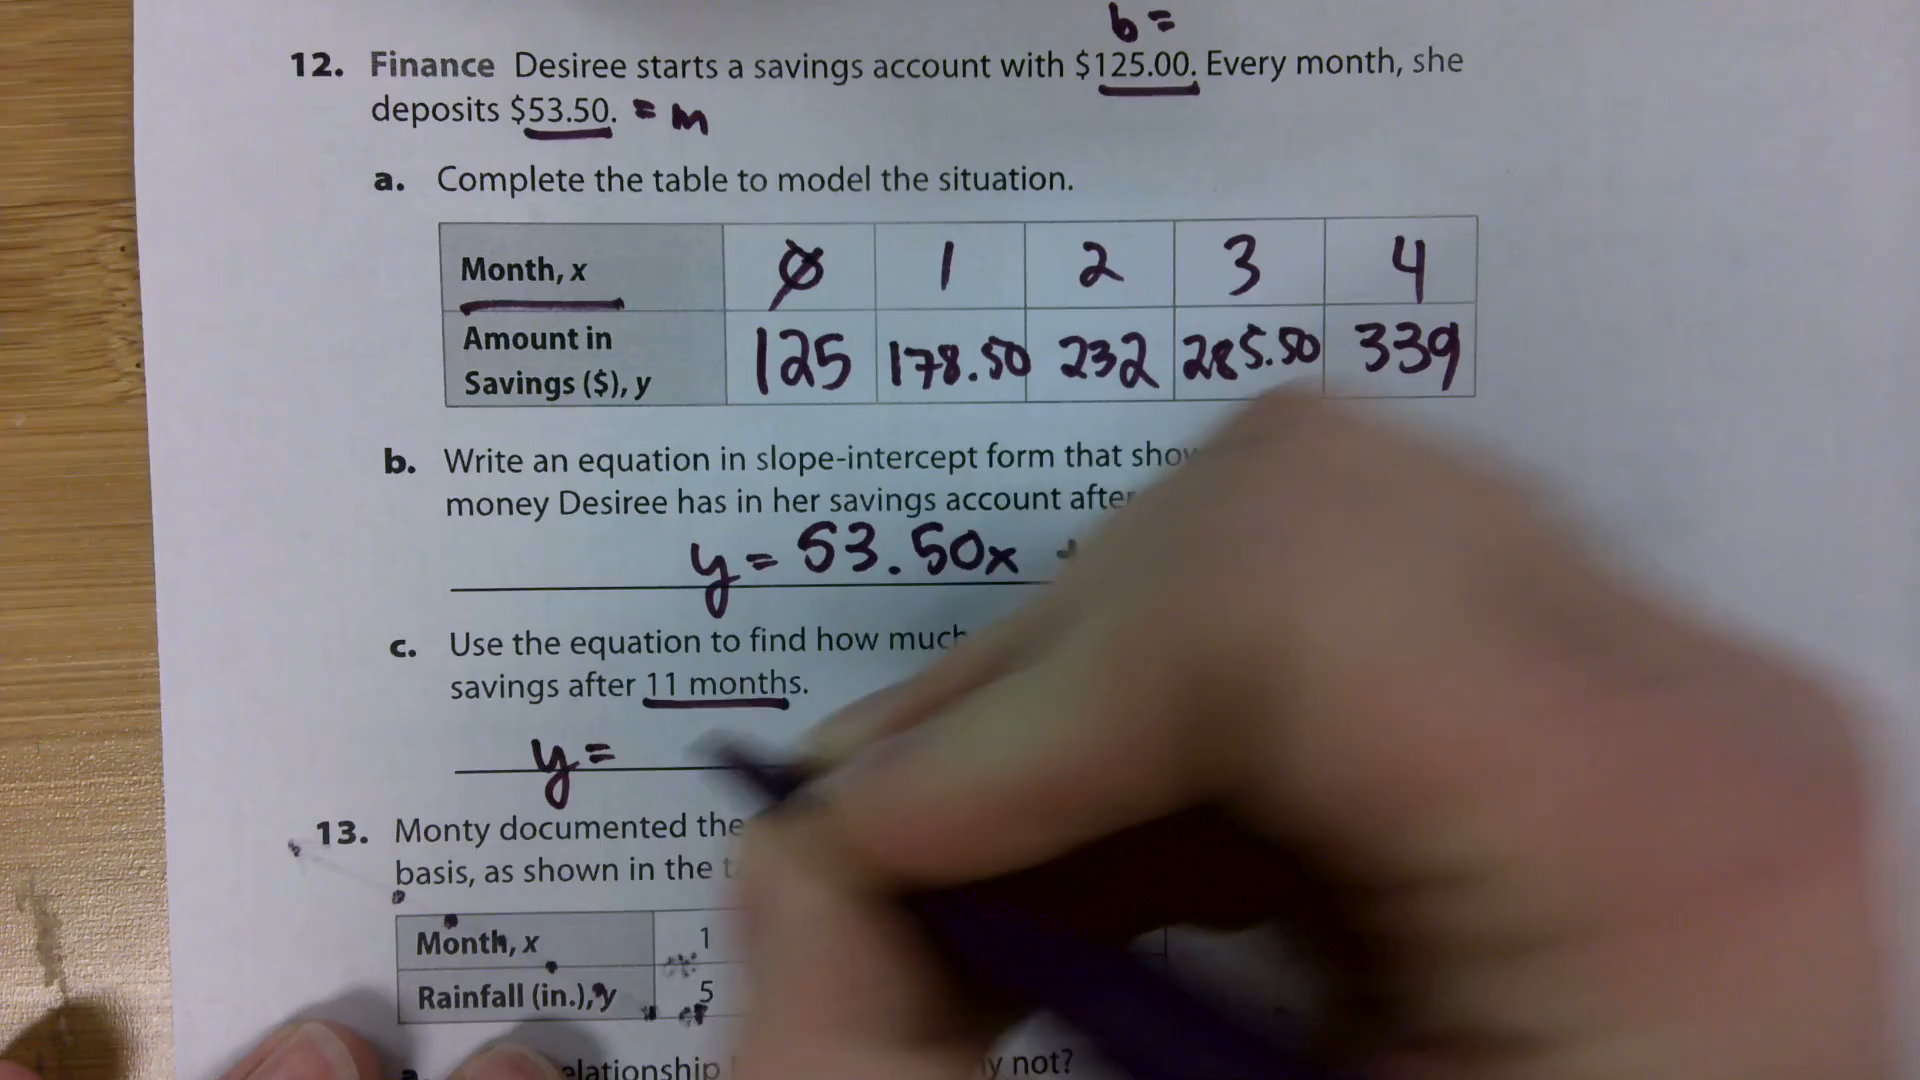 b =
12. Finance Desiree starts a savings account with $125.00. Every month, she
deposits $53.50. = m
a. Complete the table to model the situation.
Month, x 0 1 2 3 4
Amount in
Savings ($), y 125 178.50 232 285.50 339
b. Write an equation in slope-intercept form that
money Desiree has in her savings account
y = 53.50x
c. Use the equation to find how much
savings after 11 months.
y =
13. Monty documented the
basis, as shown in the
Month, x 1
Rainfall (in.), y 5
not?